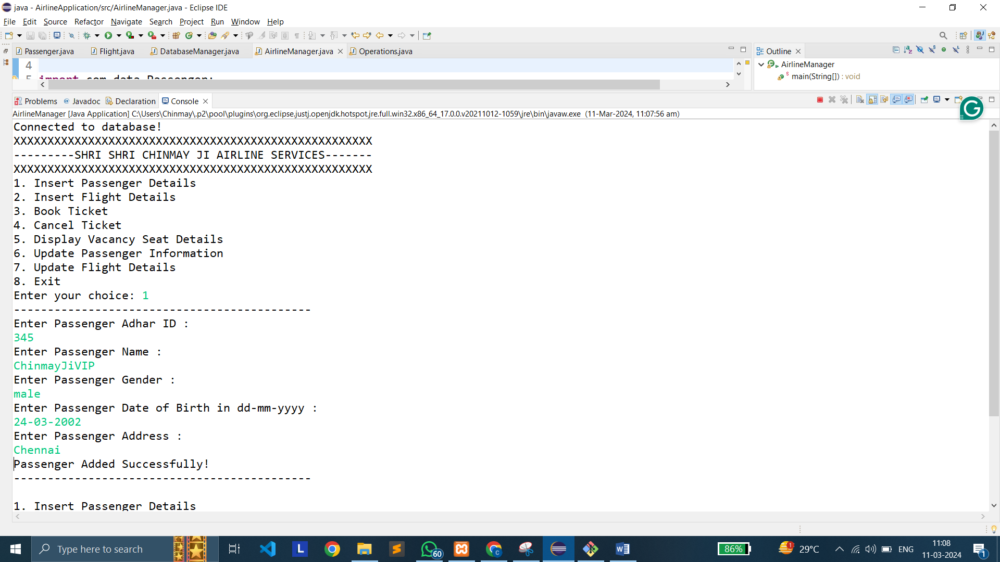 java - AirlineApplication/src/AirlineManager.java - Eclipse IDE
File Edit Source Refactor Navigate Search Project Run Window Help
Passenger.java Flight.java DatabaseManager.java AirlineManager.java Operations.java
Outline
4
5 import com.data.Passenger;
AirlineManager
main(String[]) : void
Problems Javadoc Declaration Console
AirlineManager [Java Application] C:\Users\Chinmay\.p2\pool\plugins\org.eclipse.justj.openjdk.hotspot.jre.full.win32.x86_64_17.0.0.v20211012-1059\jre\bin\javaw.exe (11-Mar-2024, 11:07:56 am)
Connected to database!
XXXXXXXXXXXXXXXXXXXXXXXXXXXXXXXXXXXXXXXXXXXXXXXXXXXXX
---------SHRI SHRI CHINMAY JI AIRLINE SERVICES-------
XXXXXXXXXXXXXXXXXXXXXXXXXXXXXXXXXXXXXXXXXXXXXXXXXXXXX
1. Insert Passenger Details
2. Insert Flight Details
3. Book Ticket
4. Cancel Ticket
5. Display Vacancy Seat Details
6. Update Passenger Information
7. Update Flight Details
8. Exit
Enter your choice: 1
--------------------------------------------
Enter Passenger Adhar ID :
345
Enter Passenger Name :
ChinmayJiVIP
Enter Passenger Gender :
male
Enter Passenger Date of Birth in dd-mm-yyyy :
24-03-2002
Enter Passenger Address :
Chennai
Passenger Added Successfully!
--------------------------------------------
1. Insert Passenger Details
Type here to search
60
86%
1
29°C
ENG
11:08
11-03-2024
1